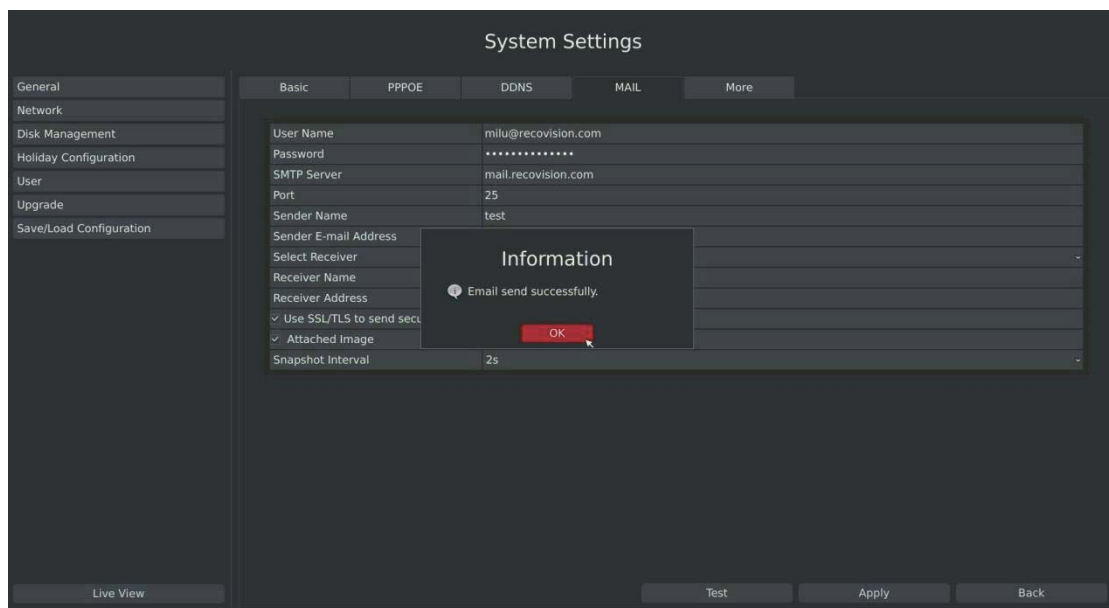 System Settings
General
Network
Disk Management
Holiday Configuration
User
Upgrade
Save/Load Configuration
Live View
Basic PPPOE DDNS MAIL More
User Name milu@recovision.com
Password ••••••••••••••
SMTP Server mail.recovision.com
Port 25
Sender Name test
Sender E-mail Address
Select Receiver
Receiver Name
Receiver Address
Use SSL/TLS to send secu
Attached Image
Snapshot Interval 2s
Information
Email send successfully.
OK
Test Apply Back